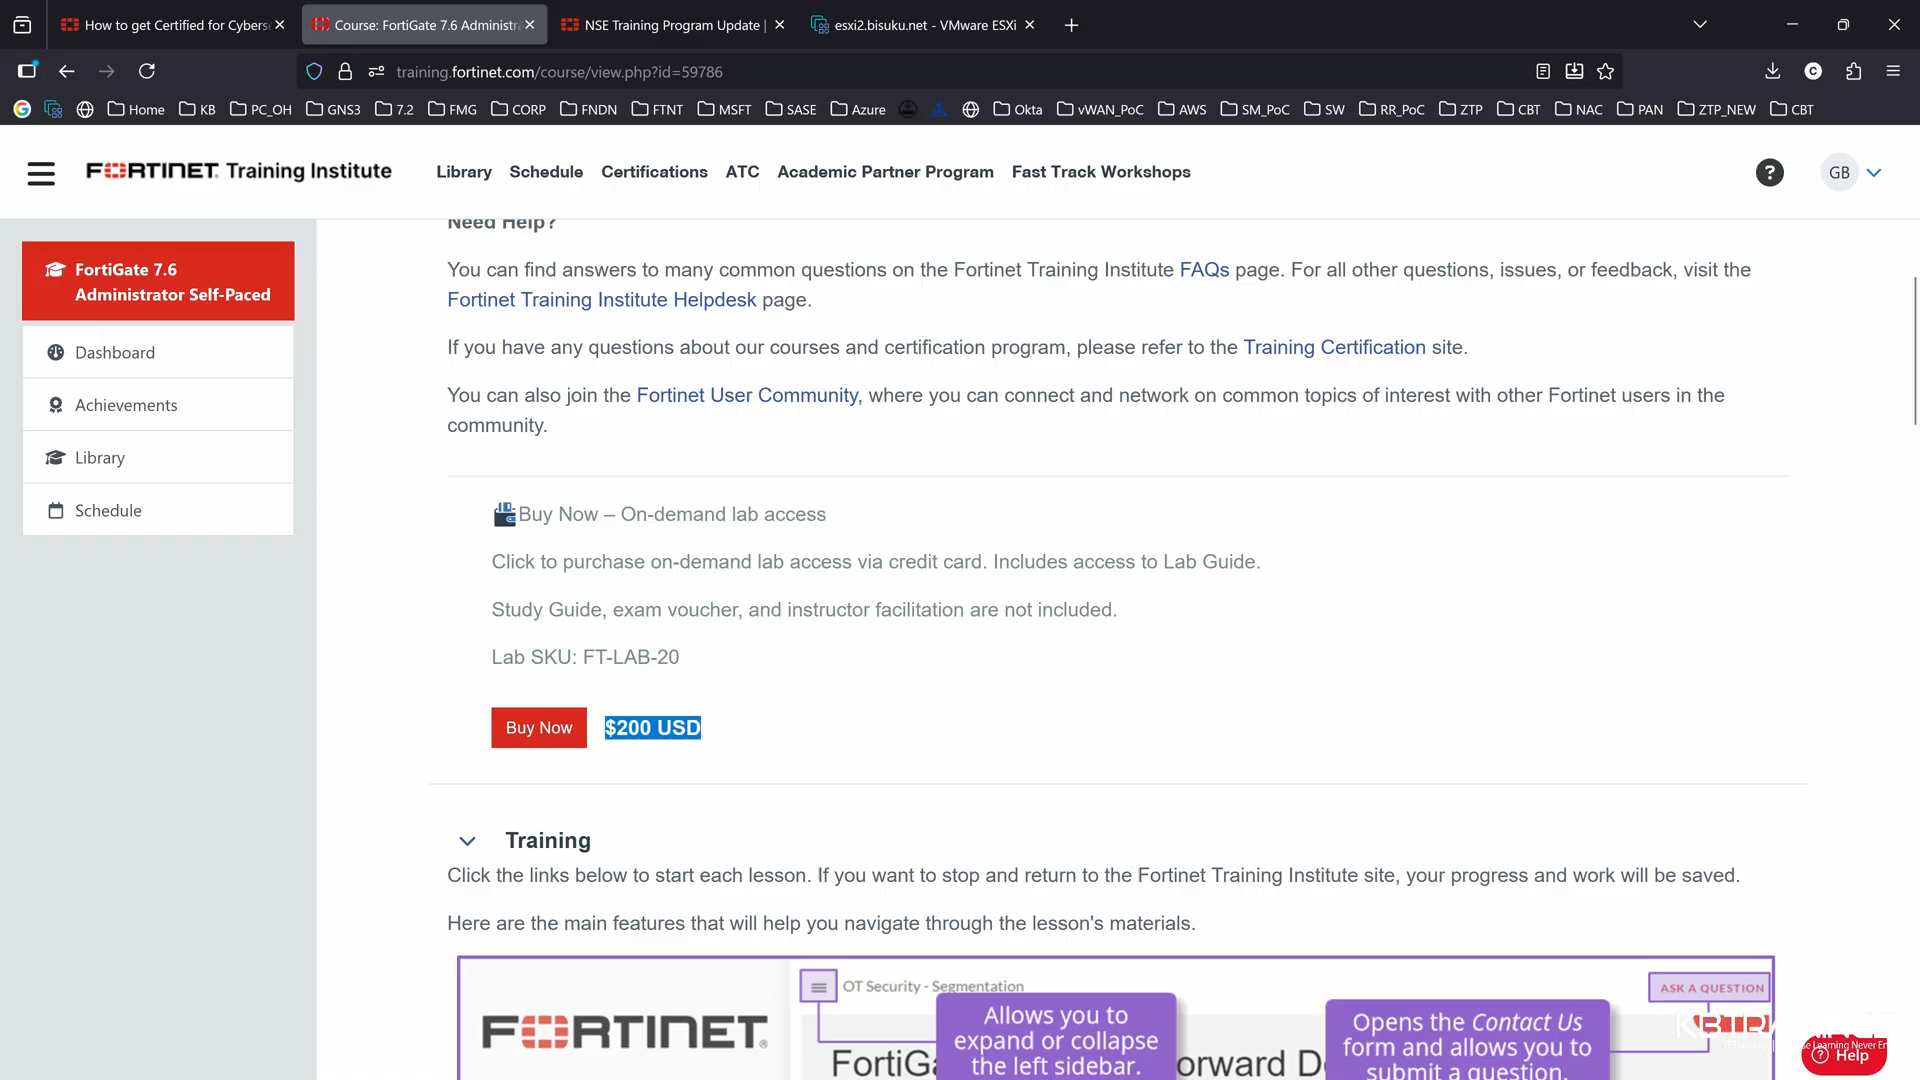 How to get Certified for Cyberse
Course: FortiGate 7.6 Administra
NSE Training Program Update |
esxi2.bisuku.net - VMware ESXi
training.fortinet.com/course/view.php?id=59786
Home KB PC_OH GNS3 7.2 FMG CORP FNDN FTNT MSFT SASE Azure Okta vWAN_PoC AWS SM_PoC SW RR_PoC ZTP CBT NAC PAN ZTP_NEW CBT
FORTINET Training Institute
Library Schedule Certifications ATC Academic Partner Program Fast Track Workshops
? GB
FortiGate 7.6
Administrator Self-Paced
Dashboard
Achievements
Library
Schedule
Need Help?
You can find answers to many common questions on the Fortinet Training Institute FAQs page. For all other questions, issues, or feedback, visit the
Fortinet Training Institute Helpdesk page.
If you have any questions about our courses and certification program, please refer to the Training Certification site.
You can also join the Fortinet User Community, where you can connect and network on common topics of interest with other Fortinet users in the
community.
Buy Now – On-demand lab access
Click to purchase on-demand lab access via credit card. Includes access to Lab Guide.
Study Guide, exam voucher, and instructor facilitation are not included.
Lab SKU: FT-LAB-20
Buy Now $200 USD
Training
Click the links below to start each lesson. If you want to stop and return to the Fortinet Training Institute site, your progress and work will be saved.
Here are the main features that will help you navigate through the lesson's materials.
OT Security - Segmentation
ASK A QUESTION
FORTINET
Allows you to
expand or collapse
the left sidebar.
Opens the Contact Us
form and allows you to
submit a question.
Help